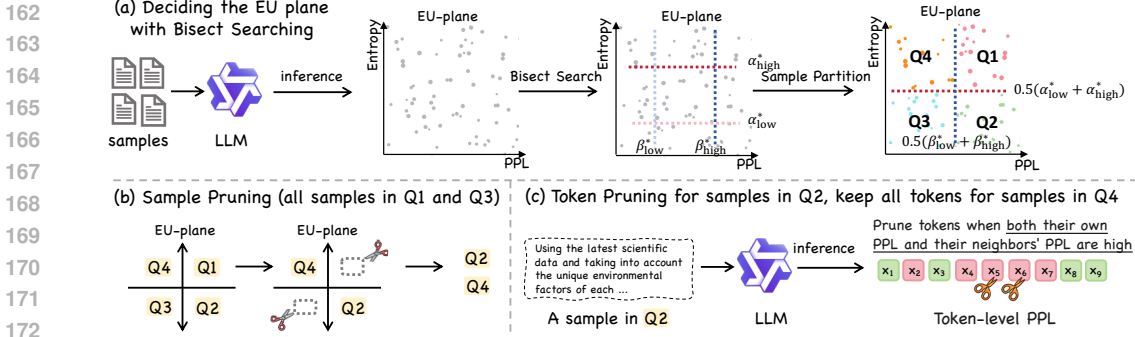 162
163
164
165
166
167
168
169
170
171
172
(a) Deciding the EU plane
with Bisect Searching
samples
LLM
inference
EU-plane
Entropy
PPL
Bisect Search
EU-plane
Entropy
α*high
α*low
β*low
β*high
PPL
Sample Partition
EU-plane
Entropy
Q4
Q1
Q3
Q2
0.5(α*low + α*high)
0.5(β*low + β*high)
PPL
(b) Sample Pruning (all samples in Q1 and Q3)
EU-plane
Q4
Q1
Q3
Q2
EU-plane
Q4
Q2
Q2
Q4
(c) Token Pruning for samples in Q2, keep all tokens for samples in Q4
Using the latest scientific
data and taking into account
the unique environmental
factors of each ...
A sample in Q2
LLM
inference
Prune tokens when both their own
PPL and their neighbors' PPL are high
x1 x2 x3 x4 x5 x6 x7 x8 x9
Token-level PPL